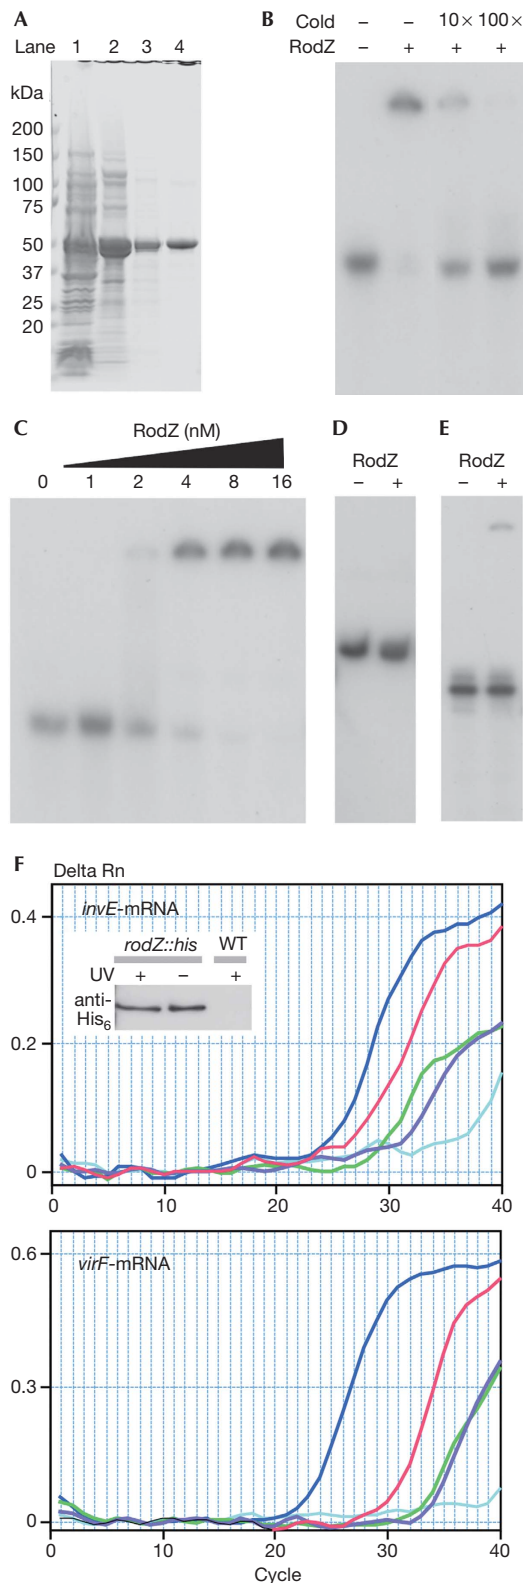 A
Lane 1 2 3 4
kDa
200
150
100
75
50
37
25
20
B
Cold – – 10× 100×
RodZ – + + +
C
RodZ (nM)
0 1 2 4 8 16
D
RodZ
– +
E
RodZ
– +
F
Delta Rn
invE-mRNA
rodZ::his WT
UV + – +
anti-
His6
0.4
0.2
0
0 10 20 30 40
virF-mRNA
0.6
0.3
0
0 10 20 30 40
Cycle